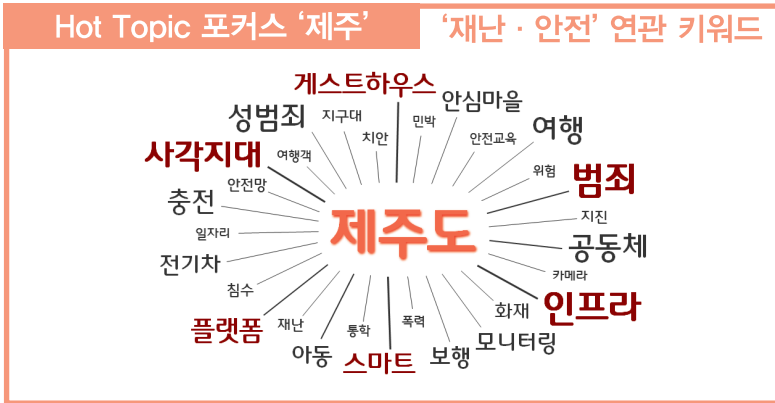 Hot Topic 포커스 ‘제주’
‘재난 · 안전’ 연관 키워드
게스트하우스
안심마을
성범죄
지구대
민박
여행
치안
안전교육
사각지대
여행객
위험
범죄
안전망
충전
제주도
지진
일자리
공동체
전기차
카메라
침수
인프라
화재
플랫폼
재난
통학
폭력
모니터링
아동
스마트
보행